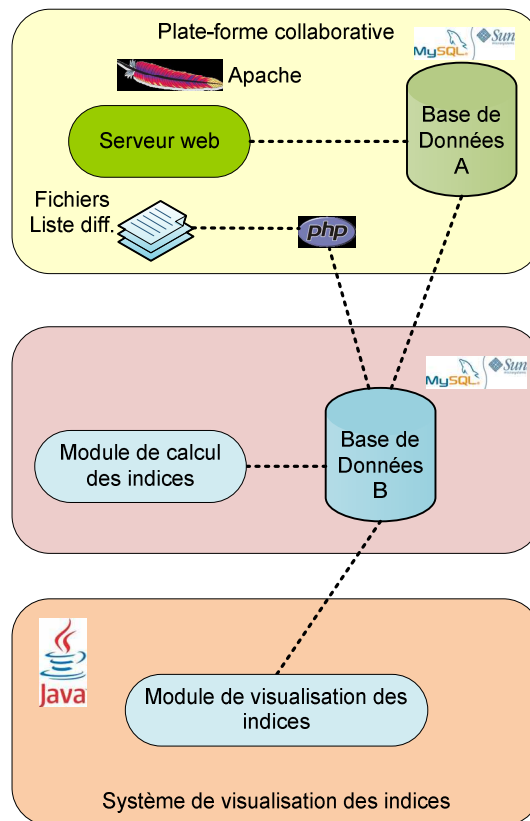 Plate-forme collaborative
MySQL
Sun
Apache
Serveur web
Base de
Données
A
Fichiers
Liste diff.
php
MySQL
Sun
Module de calcul
des indices
Base de
Données
B
Java
Module de visualisation des
indices
Système de visualisation des indices